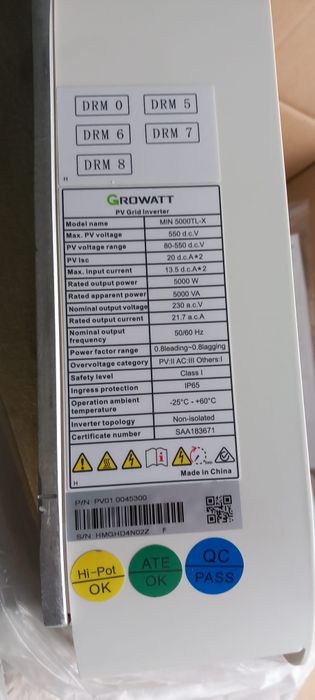 DRM 0 DRM 5
DRM 6 DRM 7
DRM 8
H
GROWATT
PV Grid Inverter
Model name MIN 5000TL-X
Max. PV voltage 550 d.c.V
PV voltage range 80-550 d.c.V
PV Isc 20 d.c.A*2
Max. input current 13.5 d.c.A*2
Rated output power 5000 W
Rated apparent power 5000 VA
Nominal output voltage 230 a.c.V
Rated output current 21.7 a.c.A
Nominal output frequency 50/60 Hz
Power factor range 0.8leading~0.8lagging
Overvoltage category PV:II AC:III Others:I
Safety level Class I
Ingress protection IP65
Operation ambient temperature -25°C - +60°C
Inverter topology Non-isolated
Certificate number SAA183671
H Made in China
P/N: PV01.0045300
S/N: HMGHD4N02Z F
Hi-Pot OK
ATE OK
QC PASS